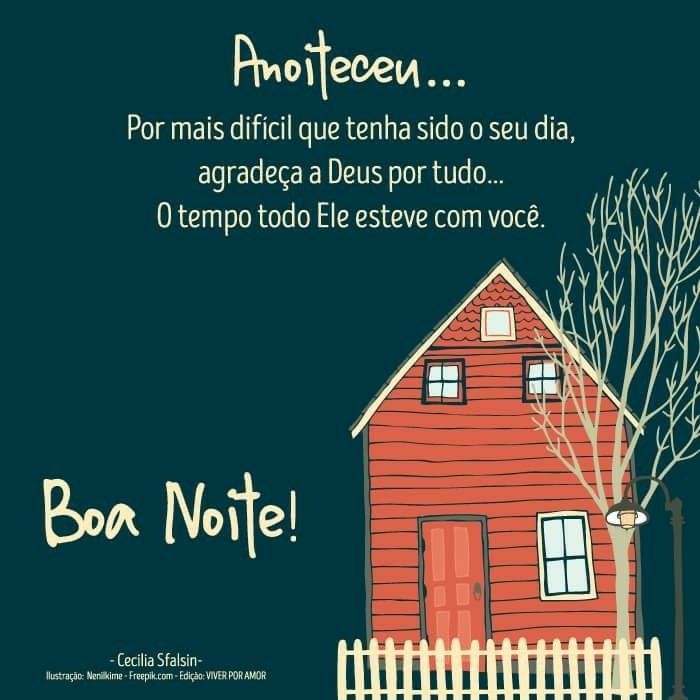 Anoiteceu...
Por mais difícil que tenha sido o seu dia,
agradeça a Deus por tudo...
O tempo todo Ele esteve com você.
Boa Noite!
- Cecilia Sfalsin-
Ilustração: Nenilkime - Freepik.com - Edição: VIVER POR AMOR